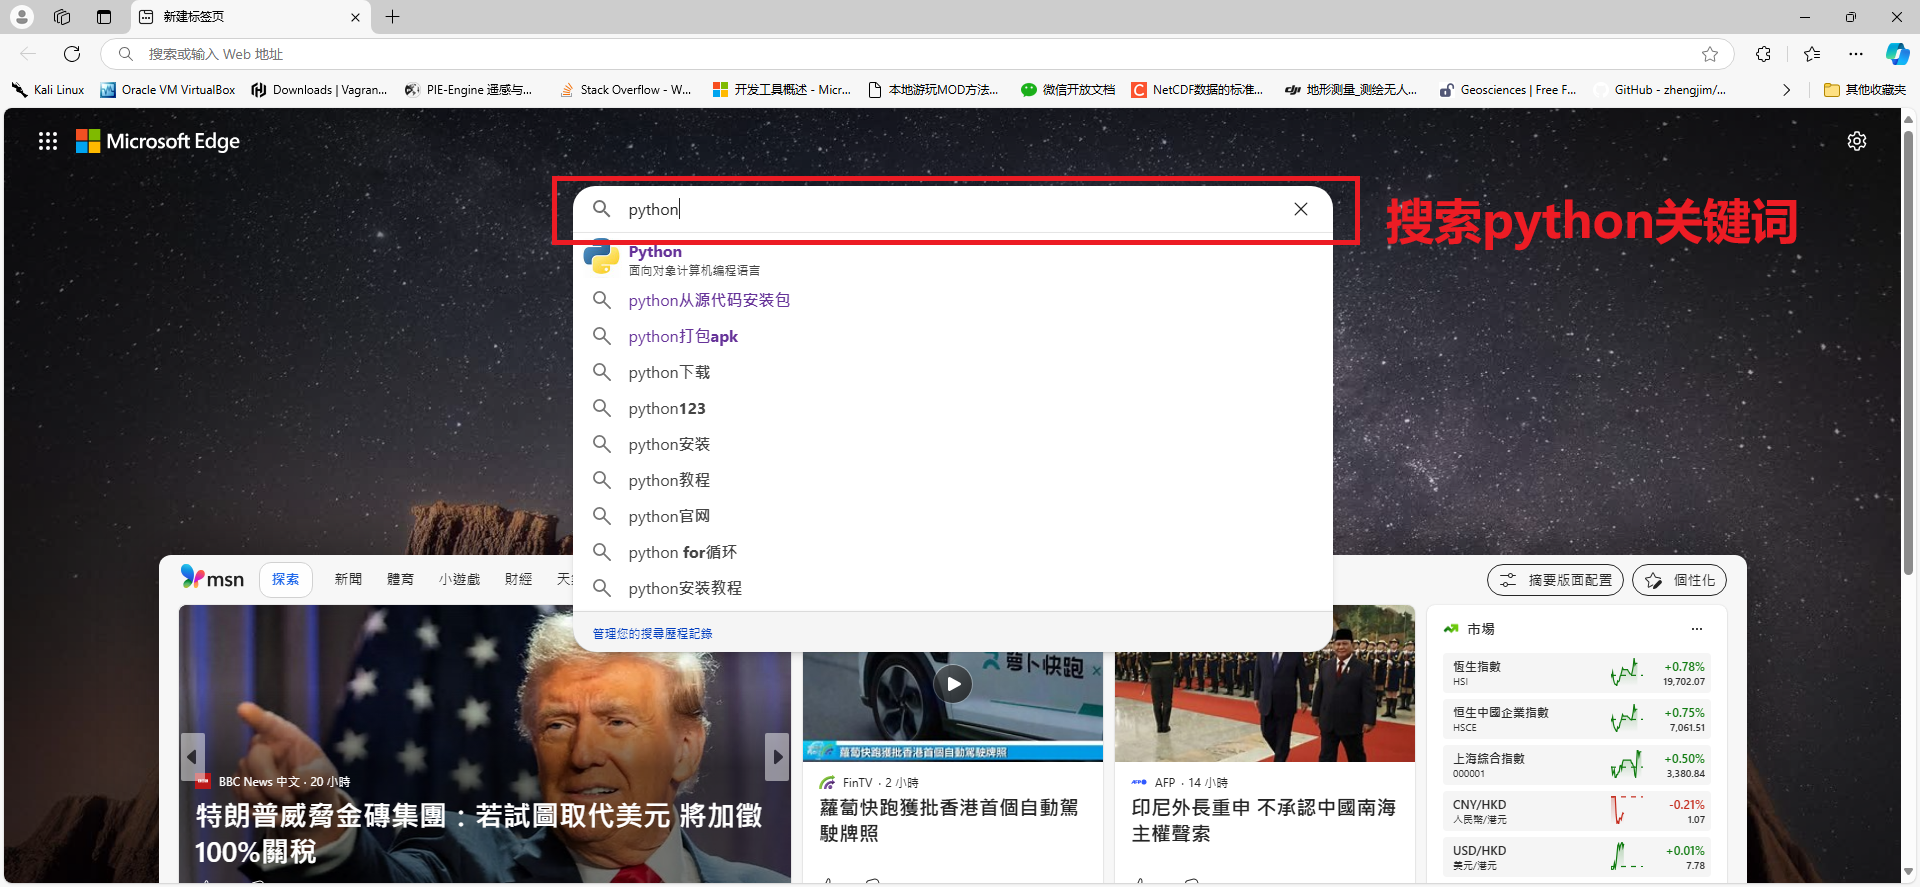 新建标签页
搜索或输入 Web 地址
Kali Linux
Oracle VM VirtualBox
Downloads | Vagran...
PIE-Engine 遥感与...
Stack Overflow - W...
开发工具概述 - Micr...
本地游玩MOD方法...
微信开放文档
NetCDF数据的标准...
地形测量_测绘无人...
Geosciences | Free F...
GitHub - zhengjim/...
其他收藏夹
Microsoft Edge
python
搜索python关键词
Python
面向对象计算机编程语言
python从源代码安装包
python打包apk
python下载
python123
python安装
python教程
python官网
python for循环
python安装教程
管理您的搜尋歷程記錄
msn
探索
新聞
體育
小遊戲
財經
摘要版面配置
個性化
BBC News 中文 · 20 小時
特朗普威脅金磚集團：若試圖取代美元 將加徵
100%關稅
萝卜快跑
蘿蔔快跑獲批香港首個自動駕駛牌照
FinTV · 2 小時
蘿蔔快跑獲批香港首個自動駕
駛牌照
AFP · 14 小時
印尼外長重申 不承認中國南海
主權聲索
市場
恆生指數
HSI
+0.78%
19,702.07
恒生中國企業指數
HSCE
+0.75%
7,061.51
上海綜合指數
000001
+0.50%
3,380.84
CNY/HKD
人民幣/港元
-0.21%
1.07
USD/HKD
美元/港元
+0.01%
7.78